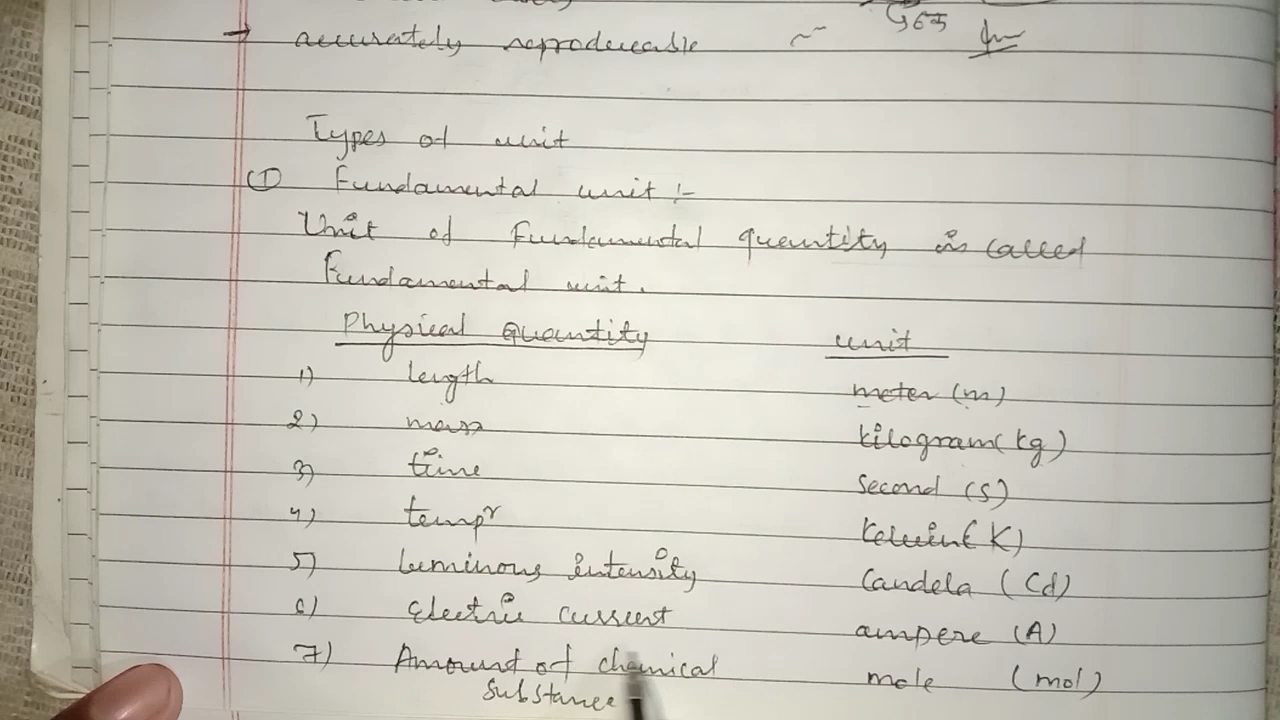 → accurately reproduceable
Types of unit
① Fundamental unit :-
Unit of Fundamental quantity is called
Fundamental unit.
Physical Quantity unit
1) length meter (m)
2) mass kilogram (kg)
3) time second (s)
4) tempr kelvin (K)
5) Luminous intensity Candela (Cd)
6) Electric current ampere (A)
7) Amount of chemical mole (mol)
substance